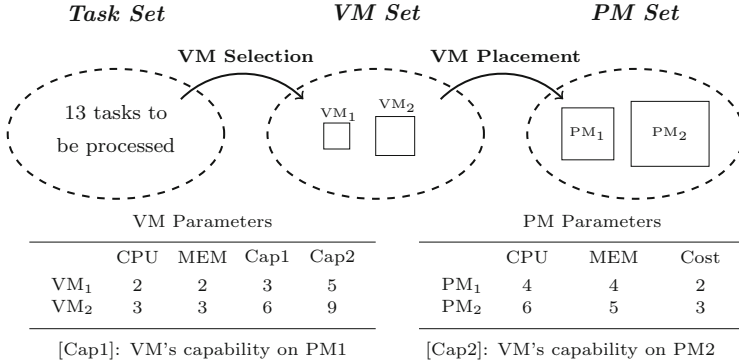 Task Set VM Set PM Set
VM Selection VM Placement
13 tasks to
be processed
VM1 VM2
PM1 PM2
VM Parameters
CPU MEM Cap1 Cap2
VM1 2 2 3 5
VM2 3 3 6 9
[Cap1]: VM's capability on PM1
PM Parameters
CPU MEM Cost
PM1 4 4 2
PM2 6 5 3
[Cap2]: VM's capability on PM2